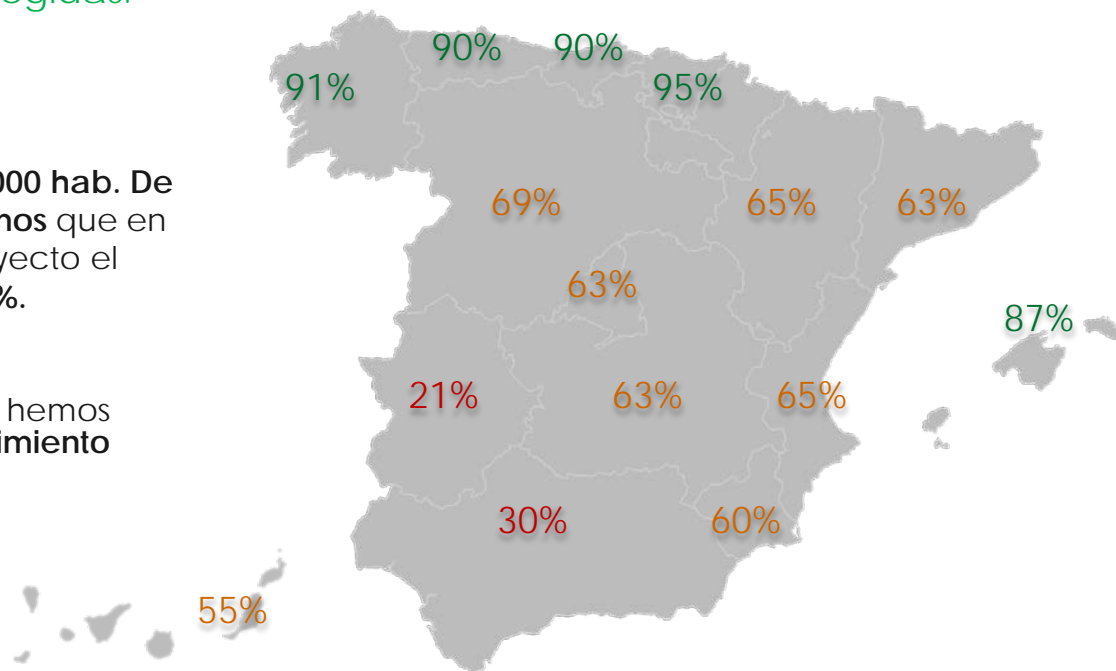 90% 90%
91% 95%
000 hab. De
nos que en
yecto el
%.
69% 65% 63%
63%
87%
hemos
imiento
21% 63% 65%
30% 60%
55%